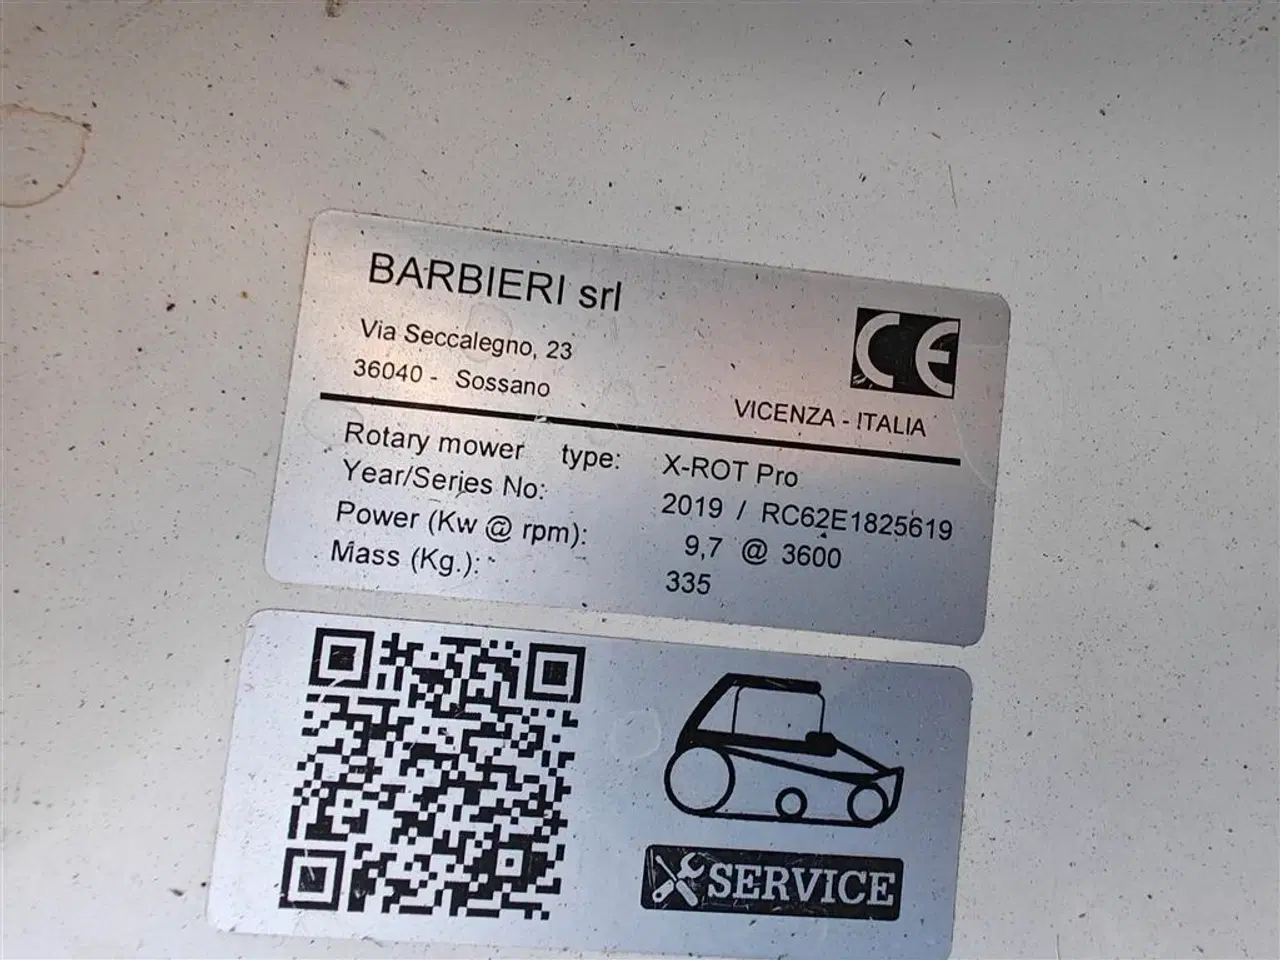 BARBIERI srl
Via Seccalegno, 23
36040 - Sossano
CE
VICENZA - ITALIA
Rotary mower type: X-ROT Pro
Year/Series No: 2019 / RC62E1825619
Power (Kw @ rpm): 9,7 @ 3600
Mass (Kg.): 335
SERVICE